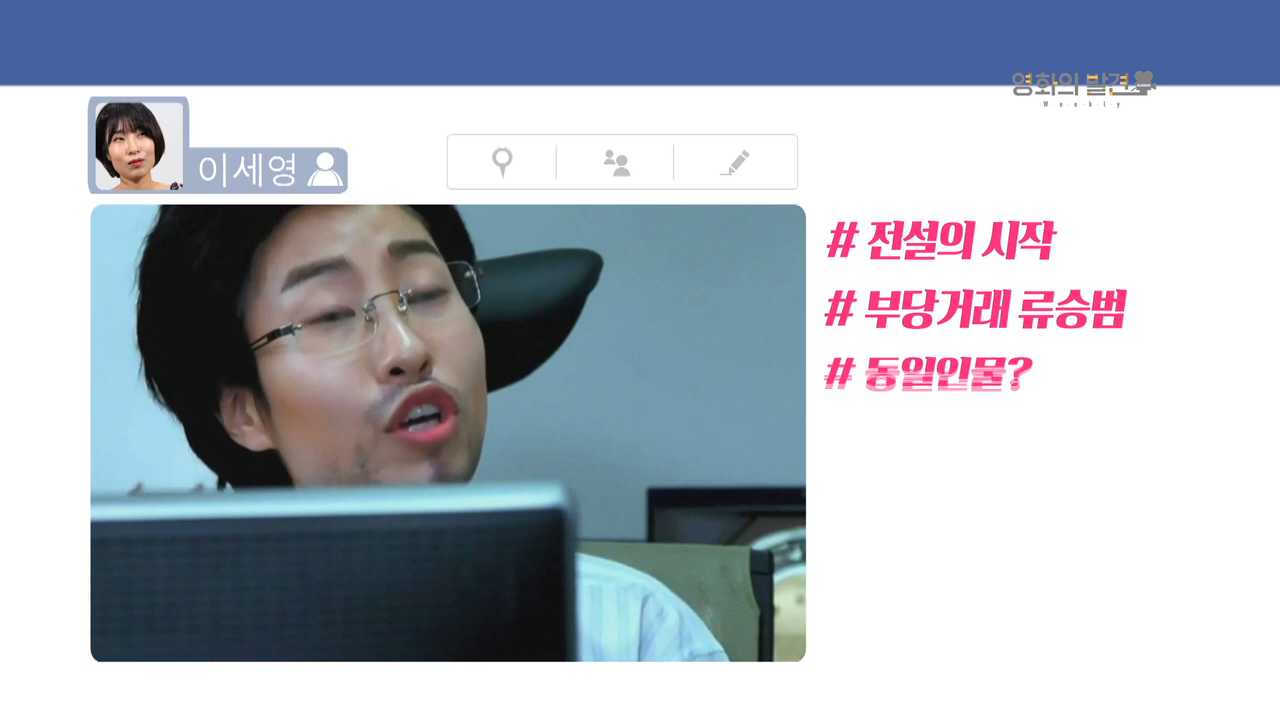 영화의 발견
SCREEN
Weekly
이세영
# 전설의 시작
# 부당거래 류승범
# 동일인물?